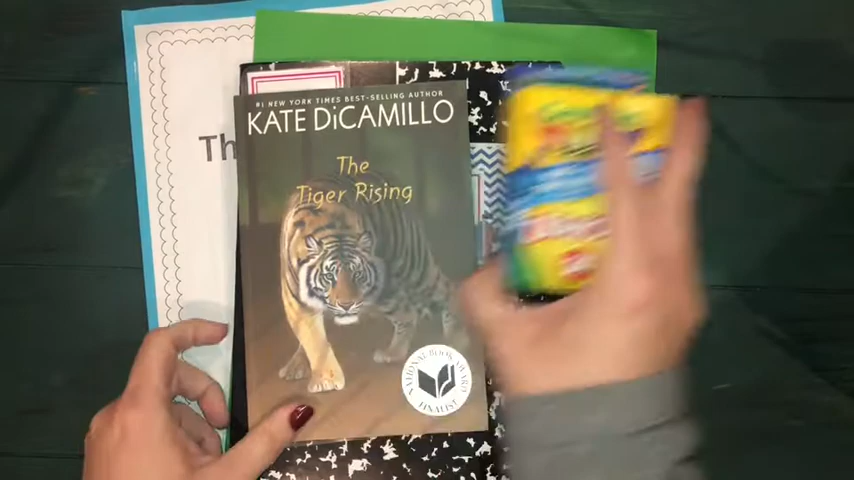 Th
#1 NEW YORK TIMES BEST-SELLING AUTHOR
KATE DiCAMILLO
The
Tiger Rising
NATIONAL BOOK AWARD
FINALIST